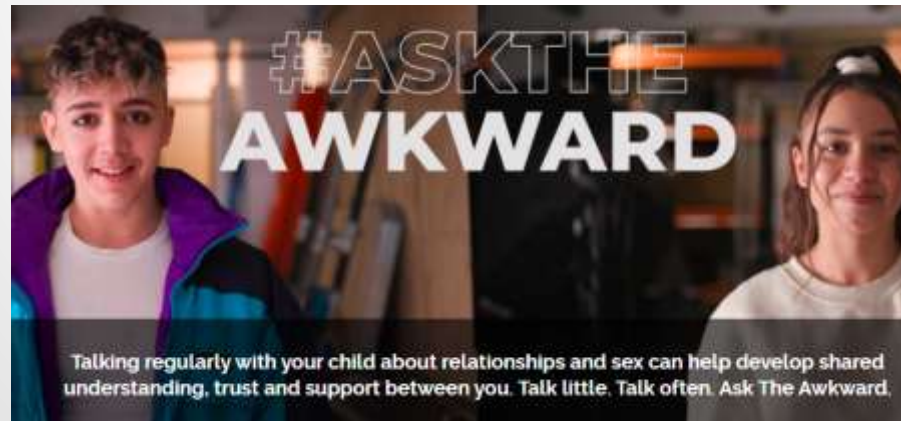 #ASKTHE
AWKWARD
Talking regularly with your child about relationships and sex can help develop shared
understanding, trust and support between you. Talk little. Talk often. Ask The Awkward.